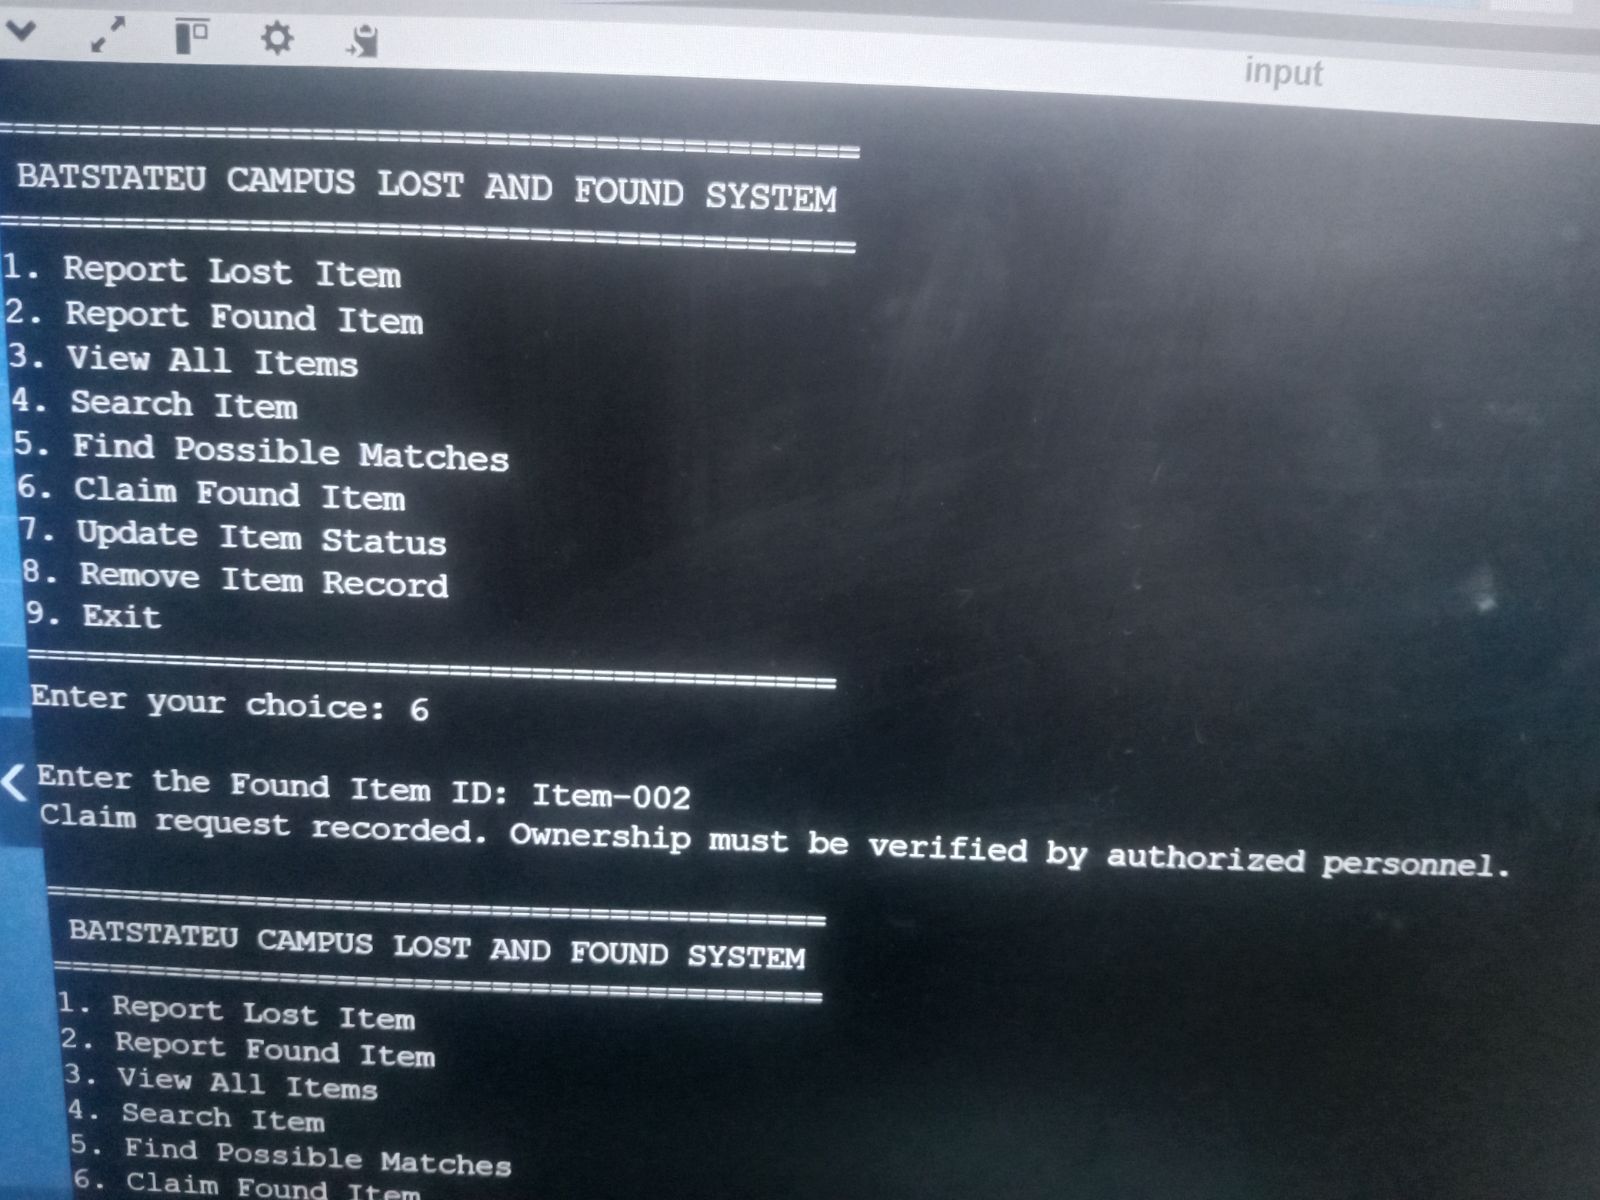 input
==================================================
BATSTATEU CAMPUS LOST AND FOUND SYSTEM
==================================================
1. Report Lost Item
2. Report Found Item
3. View All Items
4. Search Item
5. Find Possible Matches
6. Claim Found Item
7. Update Item Status
8. Remove Item Record
9. Exit
==================================================
Enter your choice: 6
Enter the Found Item ID: Item-002
Claim request recorded. Ownership must be verified by authorized personnel.
==================================================
BATSTATEU CAMPUS LOST AND FOUND SYSTEM
==================================================
1. Report Lost Item
2. Report Found Item
3. View All Items
4. Search Item
5. Find Possible Matches
6. Claim Found Item